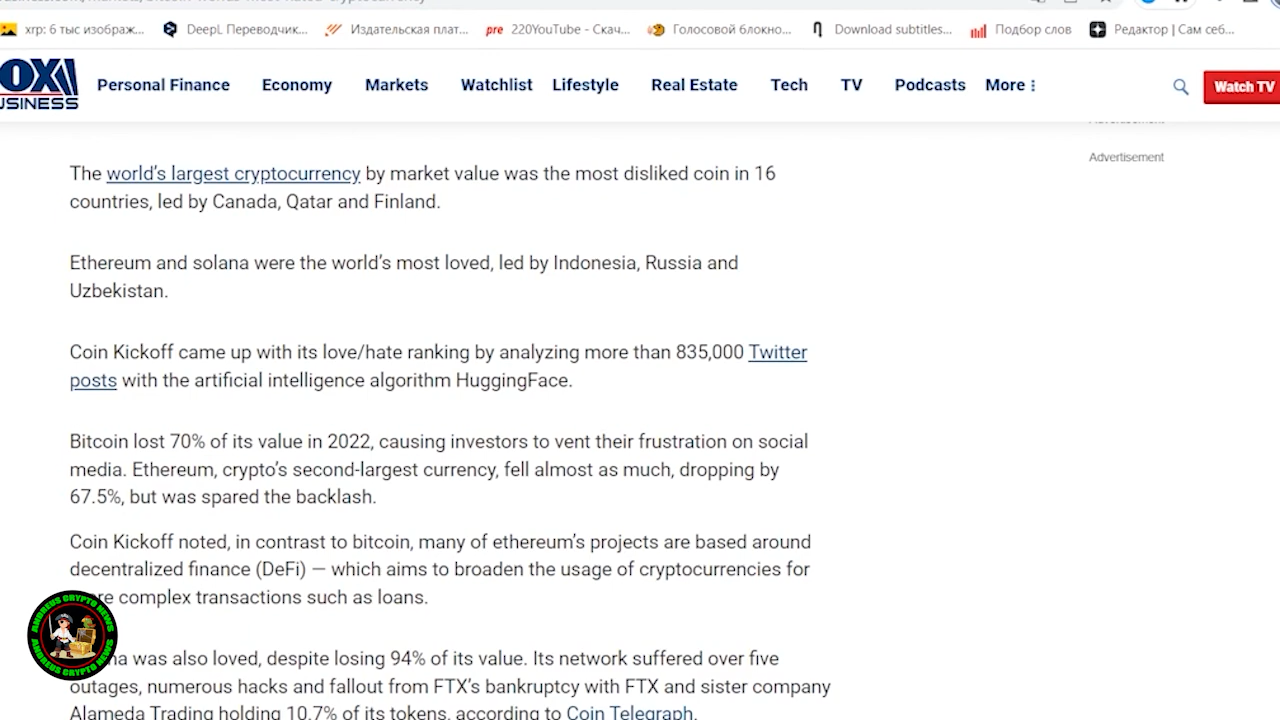 xrp: 6 тыс изображ...
DeepL Переводчик...
Издательская плат...
pre 220YouTube - Скач...
Голосовой блокно...
Download subtitles...
Подбор слов
Редактор | Сам себ...
OX
USINESS
Personal Finance
Economy
Markets
Watchlist
Lifestyle
Real Estate
Tech
TV
Podcasts
More
Watch TV
Advertisement
The world's largest cryptocurrency by market value was the most disliked coin in 16
countries, led by Canada, Qatar and Finland.
Ethereum and solana were the world's most loved, led by Indonesia, Russia and
Uzbekistan.
Coin Kickoff came up with its love/hate ranking by analyzing more than 835,000 Twitter
posts with the artificial intelligence algorithm HuggingFace.
Bitcoin lost 70% of its value in 2022, causing investors to vent their frustration on social
media. Ethereum, crypto's second-largest currency, fell almost as much, dropping by
67.5%, but was spared the backlash.
Coin Kickoff noted, in contrast to bitcoin, many of ethereum's projects are based around
decentralized finance (DeFi) — which aims to broaden the usage of cryptocurrencies for
complex transactions such as loans.
was also loved, despite losing 94% of its value. Its network suffered over five
outages, numerous hacks and fallout from FTX's bankruptcy with FTX and sister company
Alameda Trading holding 10.7% of its tokens, according to Coin Telegraph.
ANDREUS CRYPTO NEWS
ANDREUS CRYPTO NEWS